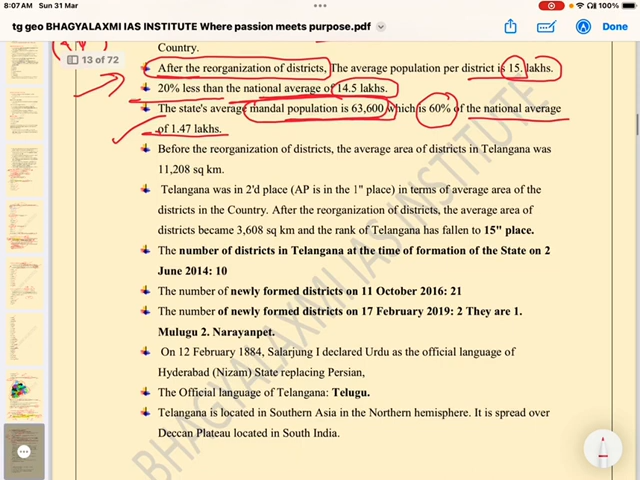 8:07 AM Sun 31 Mar
100%
tg geo BHAGYALAXMI IAS INSTITUTE Where passion meets purpose.pdf
Done
13 of 72
Country.
After the reorganization of districts, The average population per district is 15. lakhs.
20% less than the national average of 14.5 lakhs.
The state's average mandal population is 63,600 which is 60% of the national average
of 1.47 lakhs.
Before the reorganization of districts, the average area of districts in Telangana was
11,208 sq km.
Telangana was in 2'd place (AP is in the 1" place) in terms of average area of the
districts in the Country. After the reorganization of districts, the average area of
districts became 3,608 sq km and the rank of Telangana has fallen to 15" place.
The number of districts in Telangana at the time of formation of the State on 2
June 2014: 10
The number of newly formed districts on 11 October 2016: 21
The number of newly formed districts on 17 February 2019: 2 They are 1.
Mulugu 2. Narayanpet.
On 12 February 1884, Salarjung I declared Urdu as the official language of
Hyderabad (Nizam) State replacing Persian,
The Official language of Telangana: Telugu.
Telangana is located in Southern Asia in the Northern hemisphere. It is spread over
Deccan Plateau located in South India.
BHAGYALAXMI IAS INSTITUTE